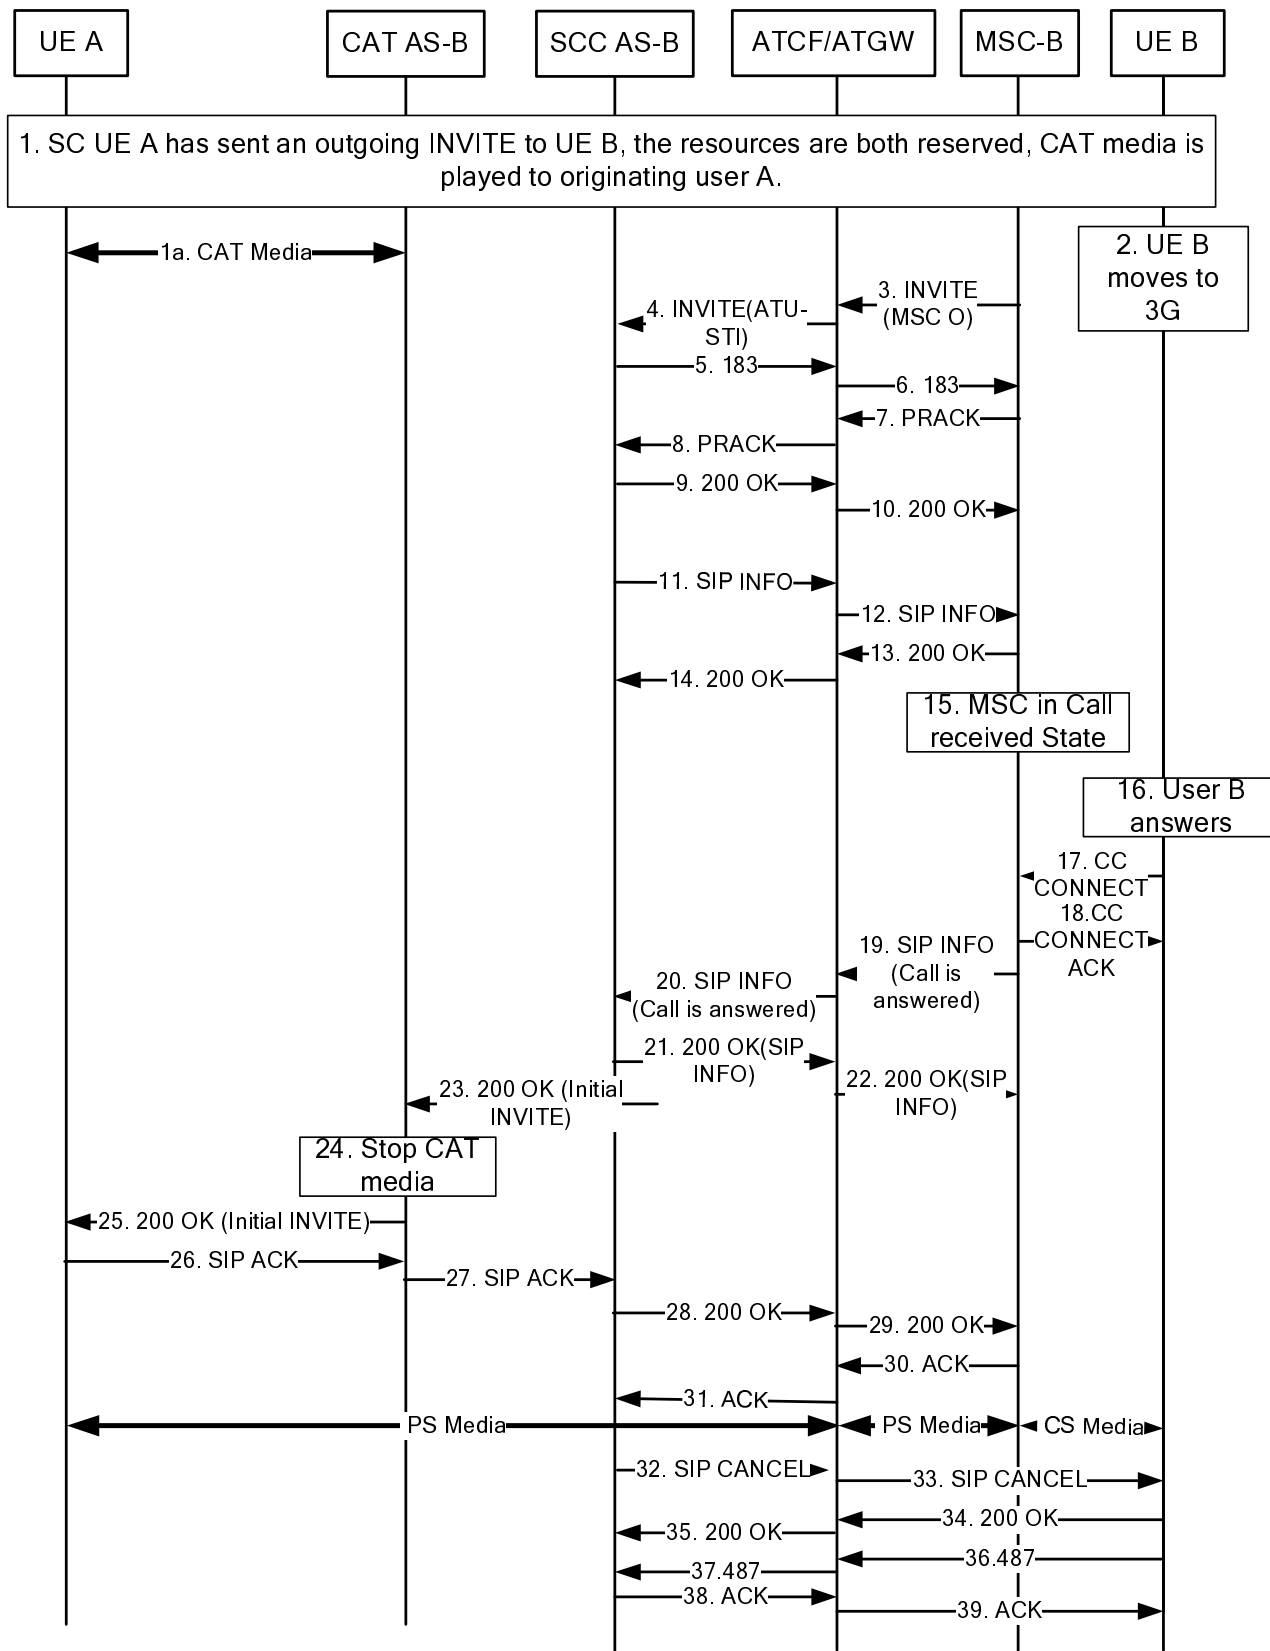 UE A
CAT AS-B
SCC AS-B
ATCF/ATGW
MSC-B
UE B
1. SC UE A has sent an outgoing INVITE to UE B, the resources are both reserved, CAT media is
played to originating user A.
1a. CAT Media
2. UE B
moves to
3G
3. INVITE
(MSC O)
4. INVITE(ATU-
STI)
5. 183
6. 183
7. PRACK
8. PRACK
9. 200 OK
10. 200 OK
11. SIP INFO
12. SIP INFO
13. 200 OK
14. 200 OK
15. MSC in Call
received State
16. User B
answers
17. CC
CONNECT
18.CC
CONNECT
ACK
19. SIP INFO
(Call is
answered)
20. SIP INFO
(Call is answered)
21. 200 OK(SIP
INFO)
22. 200 OK(SIP
INFO)
23. 200 OK (Initial
INVITE)
24. Stop CAT
media
25. 200 OK (Initial INVITE)
26. SIP ACK
27. SIP ACK
28. 200 OK
29. 200 OK
30. ACK
31. ACK
PS Media
PS Media
CS Media
32. SIP CANCEL
33. SIP CANCEL
34. 200 OK
35. 200 OK
36.487
37.487
38. ACK
39. ACK